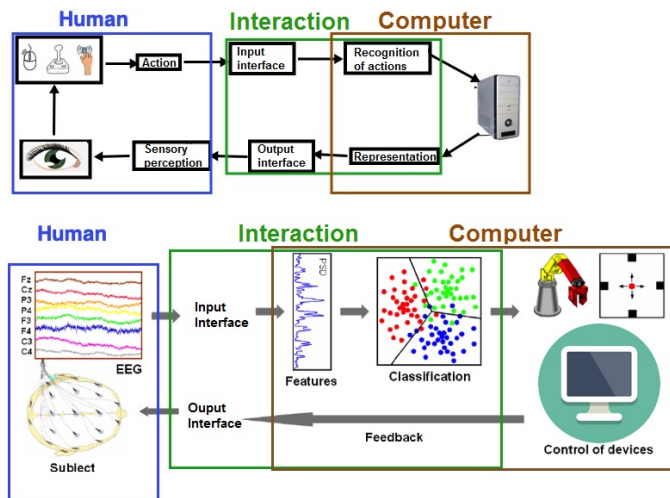 Human
Interaction
Computer
Action
Input
interface
Recognition
of actions
Sensory
perception
Output
interface
Representation
Human
Interaction
Computer
Fz
Cz
P3
P4
F3
F4
C3
C4
EEG
Subject
Input
Interface
PSD
Features
Classification
Ouput
Interface
Feedback
Control of devices